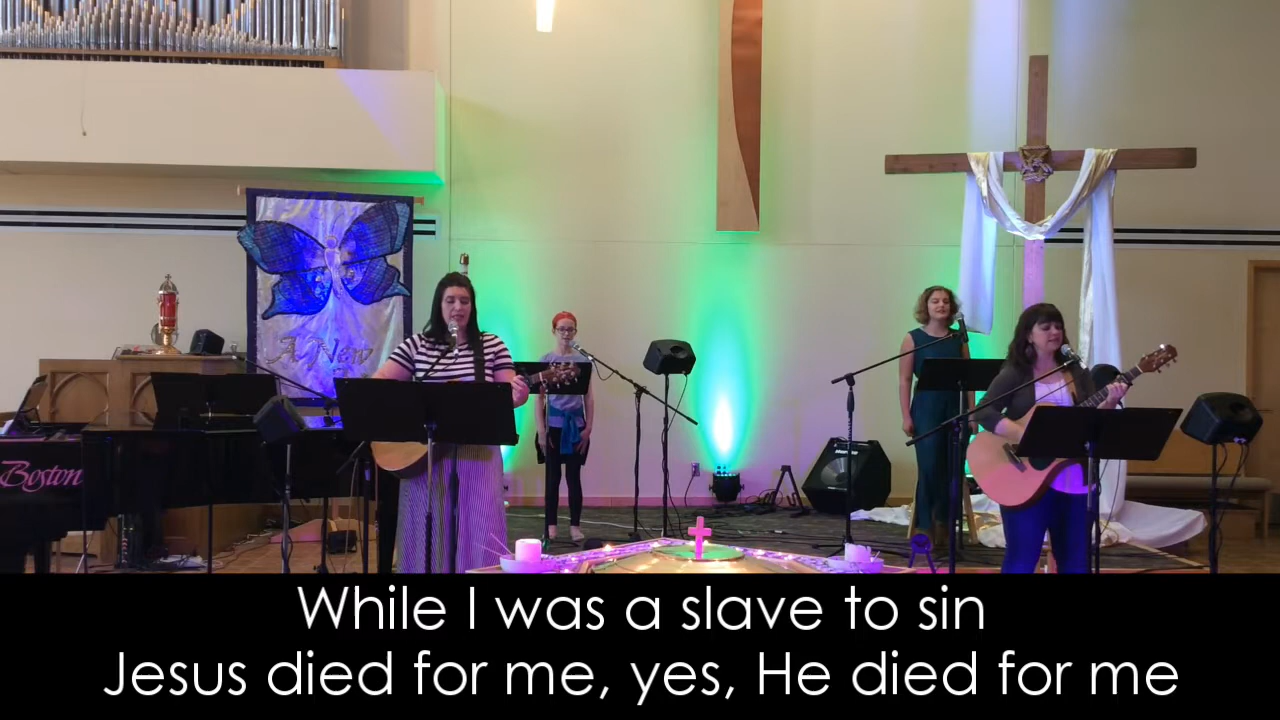 A New
Boston
While I was a slave to sin
Jesus died for me, yes, He died for me